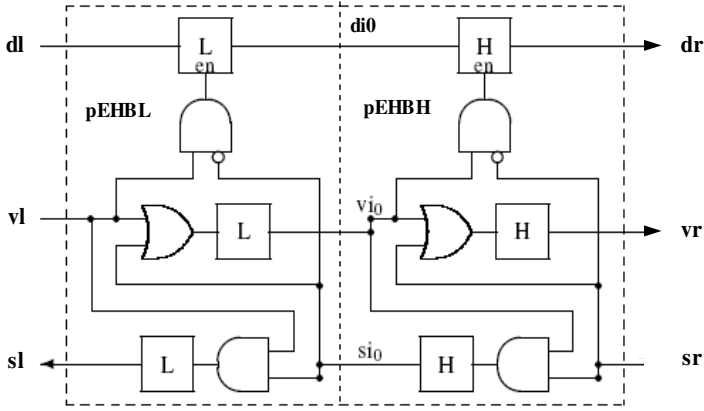 dl L en di0 H en dr
pEHBL pEHBH
vl L vi0 H vr
sl L si0 H sr